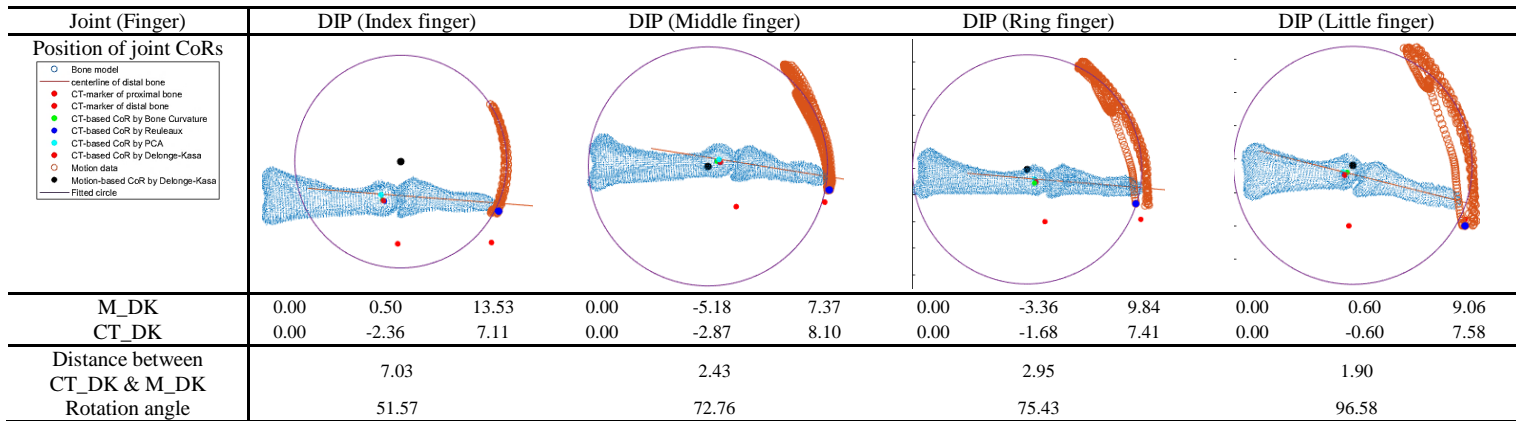 Joint (Finger) DIP (Index finger) DIP (Middle finger) DIP (Ring finger) DIP (Little finger)
Position of joint CoRs
Bone model
centerline of distal bone
CT-marker of proximal bone
CT-marker of distal bone
CT-based CoR by Bone Curvature
CT-based CoR by Reuleaux
CT-based CoR by PCA
CT-based CoR by Delonge-Kasa
Motion data
Motion-based CoR by Delonge-Kasa
Fitted circle
M_DK 0.00 0.50 13.53 0.00 -5.18 7.37 0.00 -3.36 9.84 0.00 0.60 9.06
CT_DK 0.00 -2.36 7.11 0.00 -2.87 8.10 0.00 -1.68 7.41 0.00 -0.60 7.58
Distance between
CT_DK & M_DK 7.03 2.43 2.95 1.90
Rotation angle 51.57 72.76 75.43 96.58